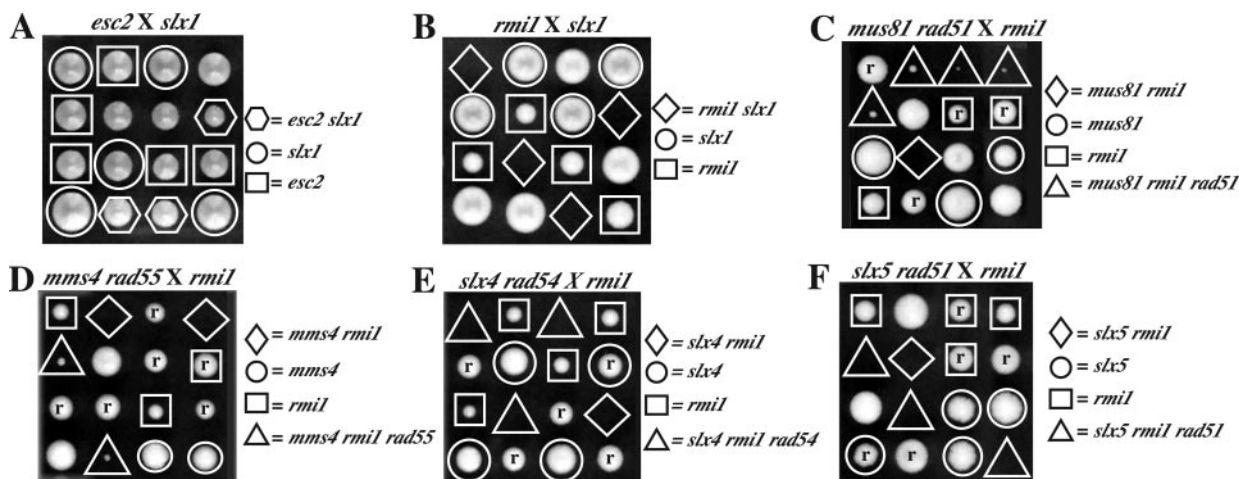 A esc2 X slx1
= esc2 slx1
= slx1
= esc2
B rmi1 X slx1
= rmi1 slx1
= slx1
= rmi1
C mus81 rad51 X rmi1
r
r r
r
= mus81 rmi1
= mus81
= rmi1
= mus81 rmi1 rad51
D mms4 rad55 X rmi1
r
r r
r r r
= mms4 rmi1
= mms4
= rmi1
= mms4 rmi1 rad55
E slx4 rad54 X rmi1
r r
r
r r
= slx4 rmi1
= slx4
= rmi1
= slx4 rmi1 rad54
F slx5 rad51 X rmi1
r
r r
r r
= slx5 rmi1
= slx5
= rmi1
= slx5 rmi1 rad51